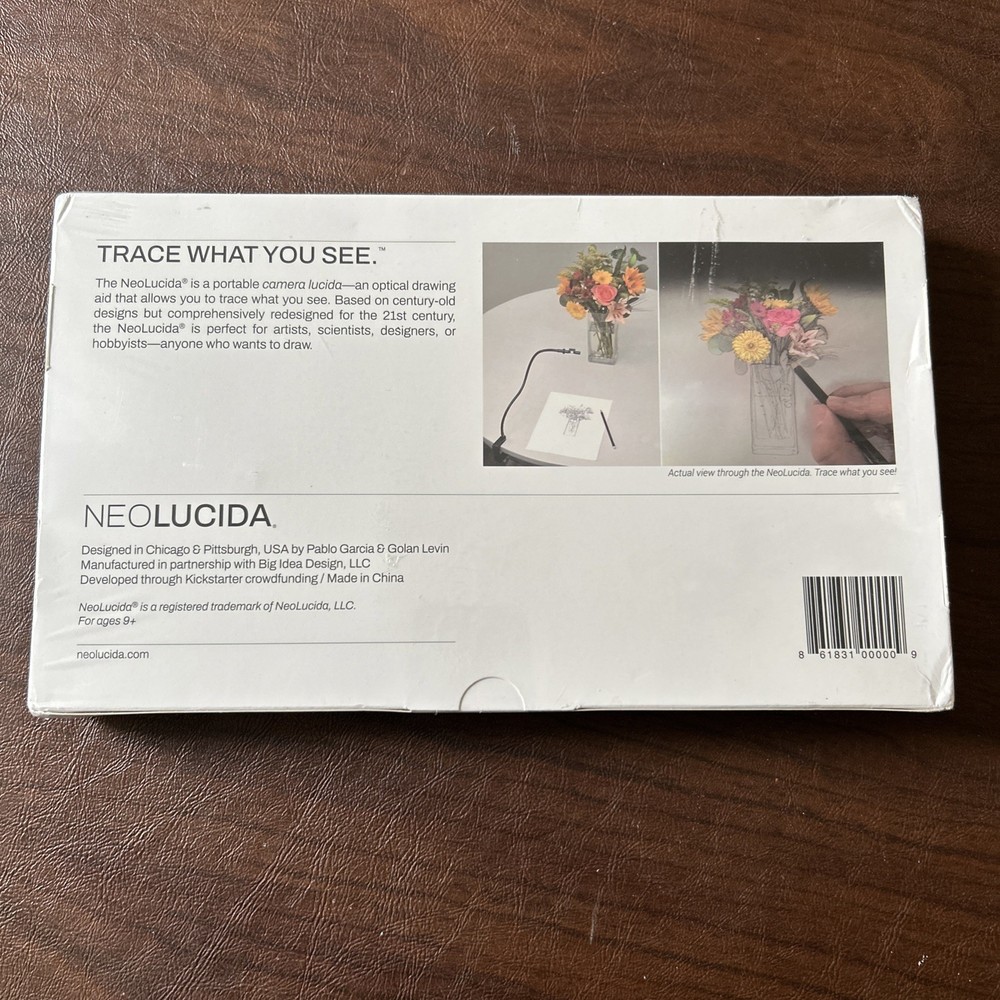 TRACE WHAT YOU SEE.™
The NeoLucida® is a portable camera lucida—an optical drawing
aid that allows you to trace what you see. Based on century-old
designs but comprehensively redesigned for the 21st century,
the NeoLucida® is perfect for artists, scientists, designers, or
hobbyists—anyone who wants to draw.
Actual view through the NeoLucida. Trace what you see!
NEOLUCIDA®
Designed in Chicago & Pittsburgh, USA by Pablo Garcia & Golan Levin
Manufactured in partnership with Big Idea Design, LLC
Developed through Kickstarter crowdfunding / Made in China
NeoLucida® is a registered trademark of NeoLucida, LLC.
For ages 9+
neolucida.com
8 61831 00000 9